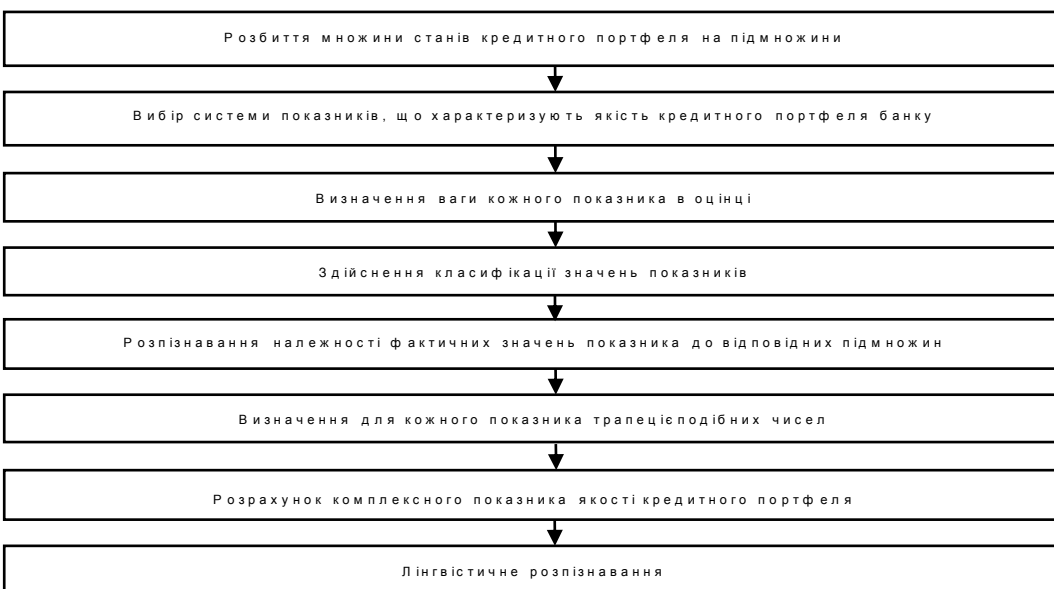 Розбиття множини станів кредитного портфеля на підмножини
Вибір системи показників, що характеризують якість кредитного портфеля банку
Визначення ваги кожного показника в оцінці
Здійснення класифікації значень показників
Розпізнавання належності фактичних значень показника до відповідних підмножин
Визначення для кожного показника трапецієподібних чисел
Розрахунок комплексного показника якості кредитного портфеля
Лінгвістичне розпізнавання